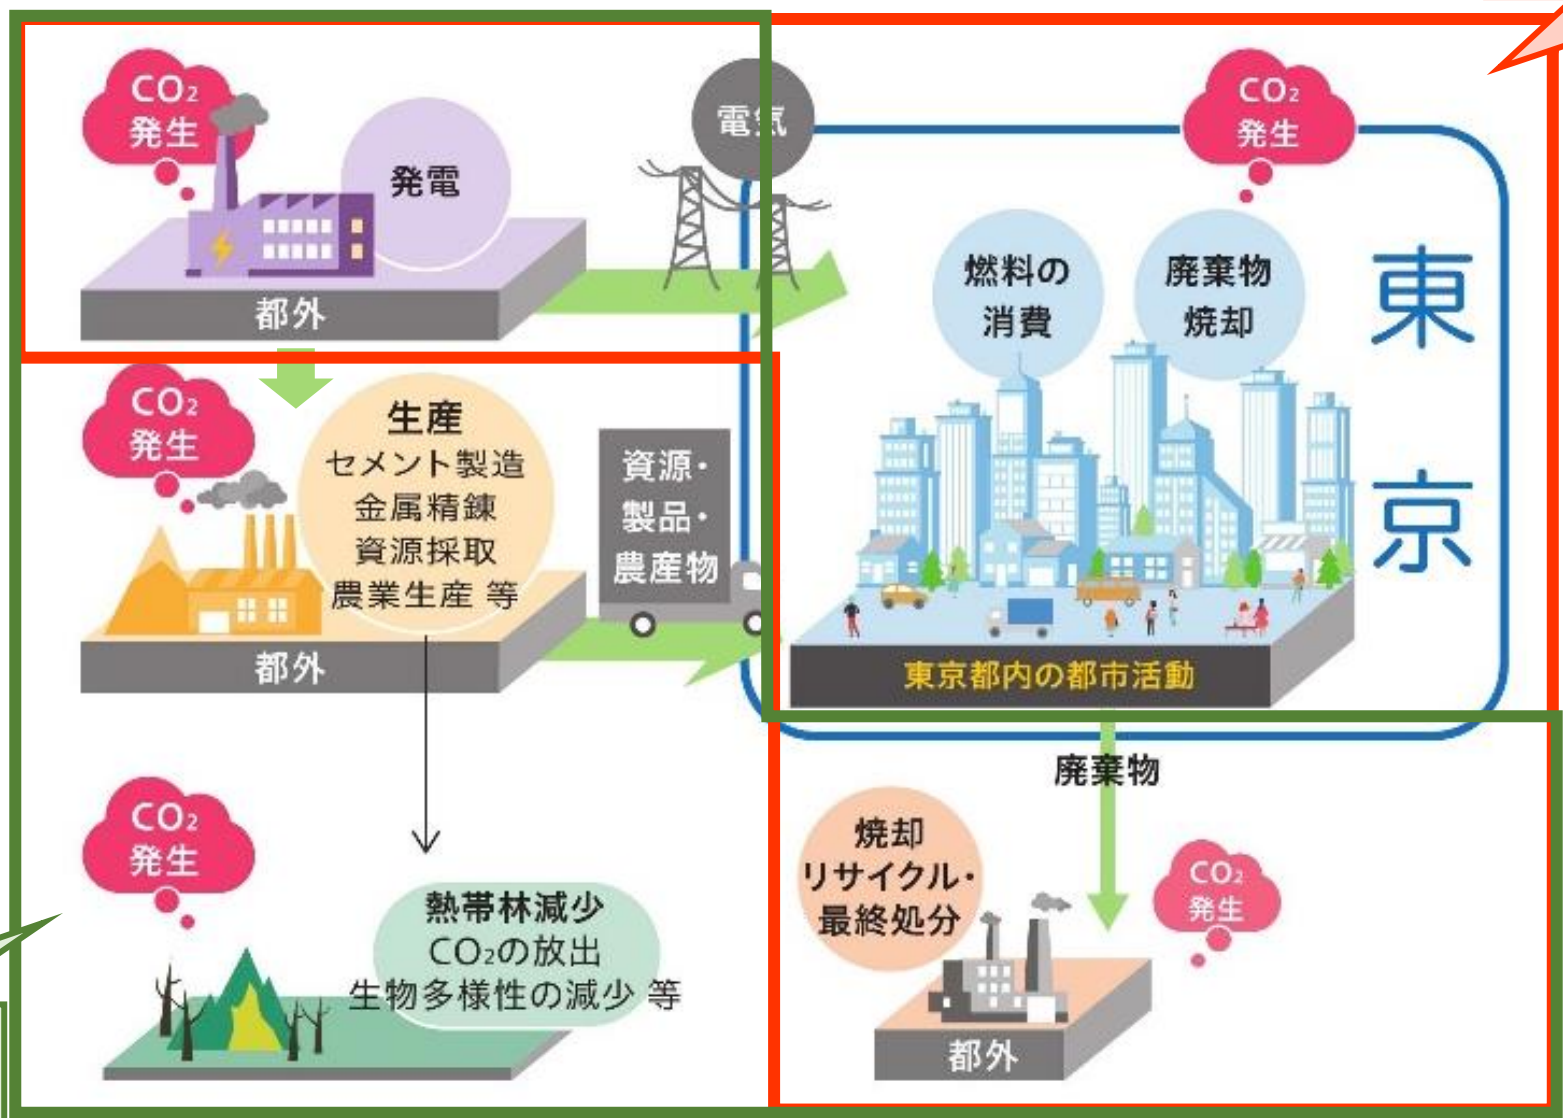 CO₂
発生
発電
都外
電気
CO₂
発生
燃料の
消費
廃棄物
焼却
東
京
東京都内の都市活動
CO₂
発生
生産
セメント製造
金属精錬
資源採取
農業生産 等
都外
資源・
製品・
農産物
CO₂
発生
熱帯林減少
CO₂の放出
生物多様性の減少 等
廃棄物
焼却
リサイクル・
最終処分
CO₂
発生
都外